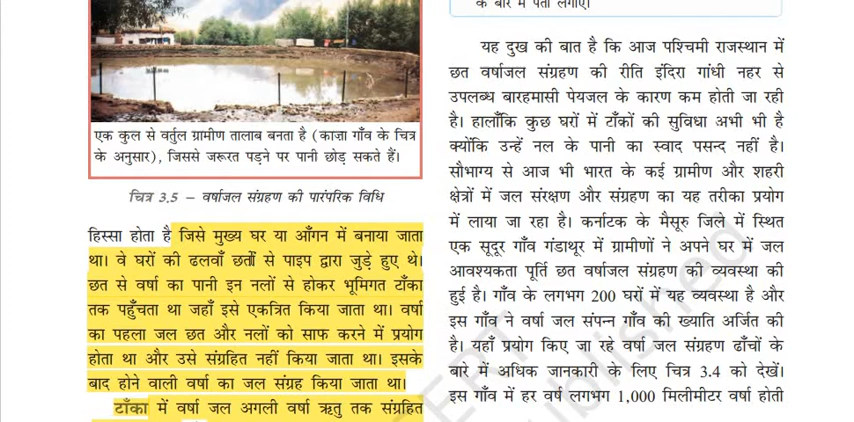 एक कुल से वर्तुल ग्रामीण तालाब बनता है (काज़ा गाँव के चित्र
के अनुसार), जिससे जरूरत पड़ने पर पानी छोड़ सकते हैं।
चित्र 3.5 – वर्षाजल संग्रहण की पारंपरिक विधि
हिस्सा होता है जिसे मुख्य घर या आँगन में बनाया जाता
था। वे घरों की ढलवाँ छतों से पाइप द्वारा जुड़े हुए थे।
छत से वर्षा का पानी इन नलों से होकर भूमिगत टाँका
तक पहुँचता था जहाँ इसे एकत्रित किया जाता था। वर्षा
का पहला जल छत और नलों को साफ करने में प्रयोग
होता था और उसे संग्रहित नहीं किया जाता था। इसके
बाद होने वाली वर्षा का जल संग्रह किया जाता था।
टाँका में वर्षा जल अगली वर्षा ऋतु तक संग्रहित
के बारे में पता लगाएँ।
यह दुख की बात है कि आज पश्चिमी राजस्थान में
छत वर्षाजल संग्रहण की रीति इंदिरा गांधी नहर से
उपलब्ध बारहमासी पेयजल के कारण कम होती जा रही
है। हालाँकि कुछ घरों में टाँकों की सुविधा अभी भी है
क्योंकि उन्हें नल के पानी का स्वाद पसन्द नहीं है।
सौभाग्य से आज भी भारत के कई ग्रामीण और शहरी
क्षेत्रों में जल संरक्षण और संग्रहण का यह तरीका प्रयोग
में लाया जा रहा है। कर्नाटक के मैसूरु जिले में स्थित
एक सूदूर गाँव गंडाथूर में ग्रामीणों ने अपने घर में जल
आवश्यकता पूर्ति छत वर्षाजल संग्रहण की व्यवस्था की
हुई है। गाँव के लगभग 200 घरों में यह व्यवस्था है और
इस गाँव ने वर्षा जल संपन्न गाँव की ख्याति अर्जित की
है। यहाँ प्रयोग किए जा रहे वर्षा जल संग्रहण ढाँचों के
बारे में अधिक जानकारी के लिए चित्र 3.4 को देखें।
इस गाँव में हर वर्ष लगभग 1,000 मिलीमीटर वर्षा होती